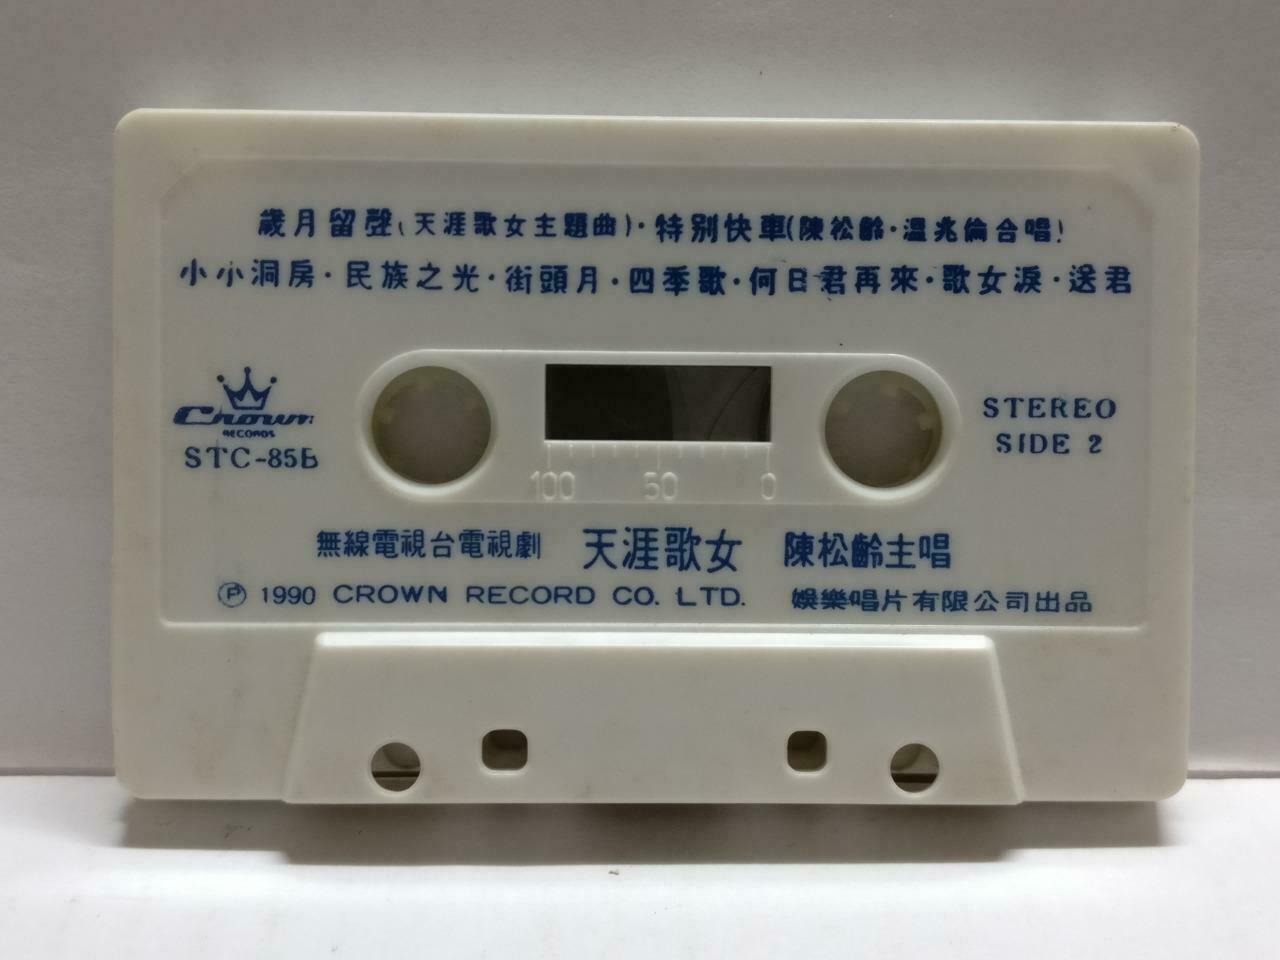 歲月留聲(天涯歌女主題曲)·特別快車(陳松齡·溫兆倫合唱)
小小洞房·民族之光·街頭月·四季歌·何日君再來·歌女淚·送君
Crown
RECORDS
STC-85B
STEREO
SIDE 2
100 50 0
無線電視台電視劇 天涯歌女 陳松齡主唱
Ⓟ 1990 CROWN RECORD CO. LTD. 娛樂唱片有限公司出品